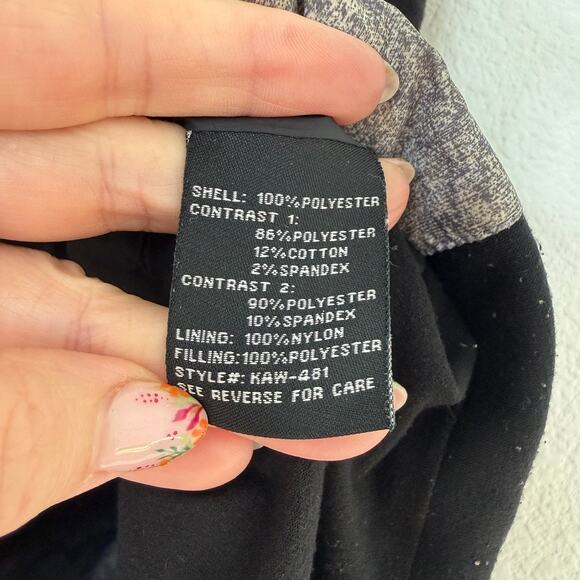 SHELL: 100%POLYESTER
CONTRAST 1:
86%POLYESTER
12%COTTON
2%SPANDEX
CONTRAST 2:
90%POLYESTER
10%SPANDEX
LINING: 100%NYLON
FILLING:100%POLYESTER
STYLE#: KAW-481
SEE REVERSE FOR CARE